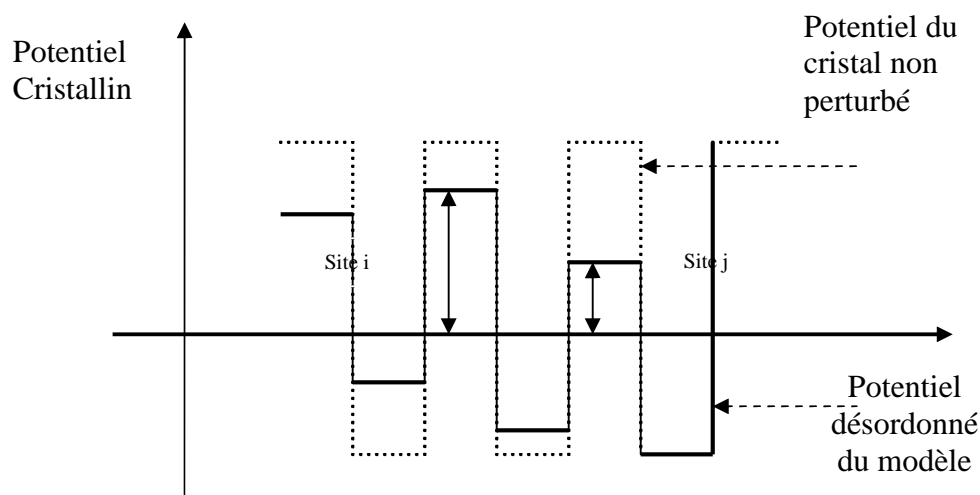 Potentiel
Cristallin
Potentiel du
cristal non
perturbé
Site i
Site j
Potentiel
désordonné
du modèle